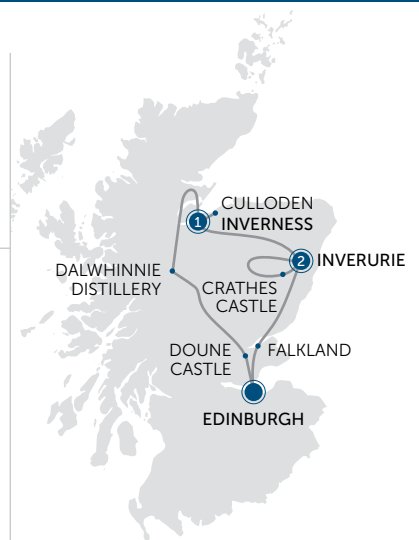 CULLODEN
1
INVERNESS
2
INVERURIE
DALWHINNIE
DISTILLERY
CRATHES
CASTLE
DOUNE
CASTLE
FALKLAND
EDINBURGH